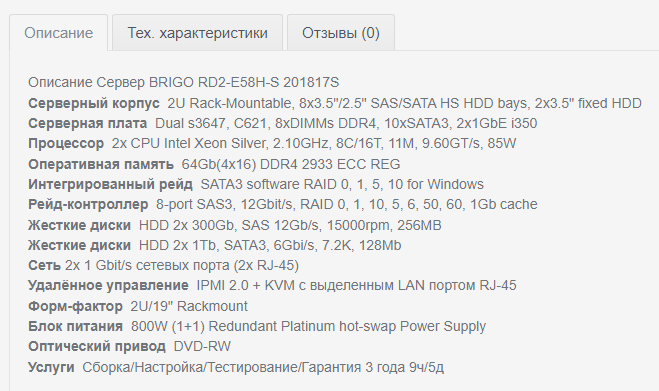 Описание Тех. характеристики Отзывы (0)
Описание Сервер BRIGO RD2-E58H-S 201817S
Серверный корпус 2U Rack-Mountable, 8x3.5"/2.5" SAS/SATA HS HDD bays, 2x3.5" fixed HDD
Серверная плата Dual s3647, C621, 8xDIMMs DDR4, 10xSATA3, 2x1GbE i350
Процессор 2x CPU Intel Xeon Silver, 2.10GHz, 8C/16T, 11M, 9.60GT/s, 85W
Оперативная память 64Gb(4x16) DDR4 2933 ECC REG
Интегрированный рейд SATA3 software RAID 0, 1, 5, 10 for Windows
Рейд-контроллер 8-port SAS3, 12Gbit/s, RAID 0, 1, 10, 5, 6, 50, 60, 1Gb cache
Жесткие диски HDD 2x 300Gb, SAS 12Gb/s, 15000rpm, 256MB
Жесткие диски HDD 2x 1Tb, SATA3, 6Gbi/s, 7.2K, 128Mb
Сеть 2x 1 Gbit/s сетевых порта (2x RJ-45)
Удалённое управление IPMI 2.0 + KVM с выделенным LAN портом RJ-45
Форм-фактор 2U/19" Rackmount
Блок питания 800W (1+1) Redundant Platinum hot-swap Power Supply
Оптический привод DVD-RW
Услуги Сборка/Настройка/Тестирование/Гарантия 3 года 9ч/5д